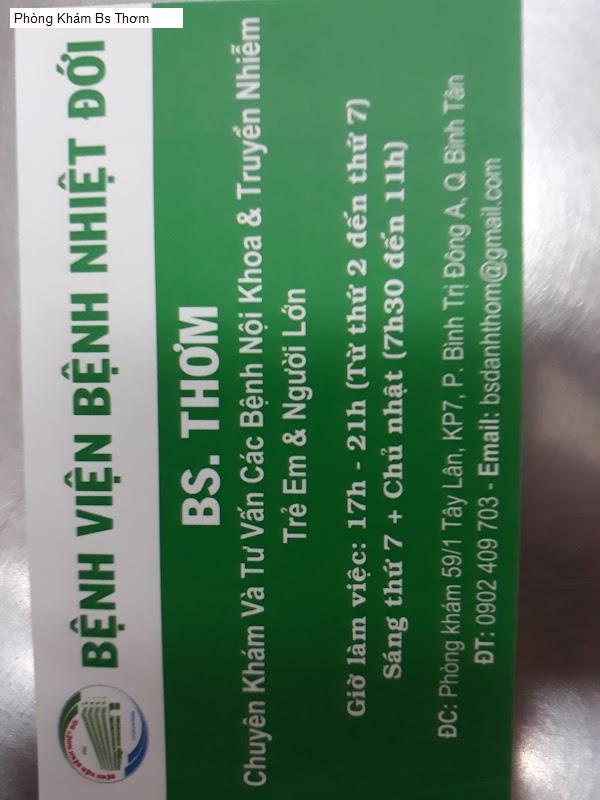 Phòng Khám Bs Thơm
BỆNH VIỆN BỆNH NHIỆT ĐỚI
BS. THƠM
Chuyên Khám Và Tư Vấn Các Bệnh Nội Khoa & Truyền Nhiễm
Trẻ Em & Người Lớn
Giờ làm việc: 17h - 21h (Từ thứ 2 đến thứ 7)
Sáng thứ 7 + Chủ nhật (7h30 đến 11h)
ĐC: Phòng khám 59/1 Tây Lân, KP7, P. Bình Trị Đông A, Q. Bình Tân
ĐT: 0902 409 703 - Email: bsdanhthom@gmail.com